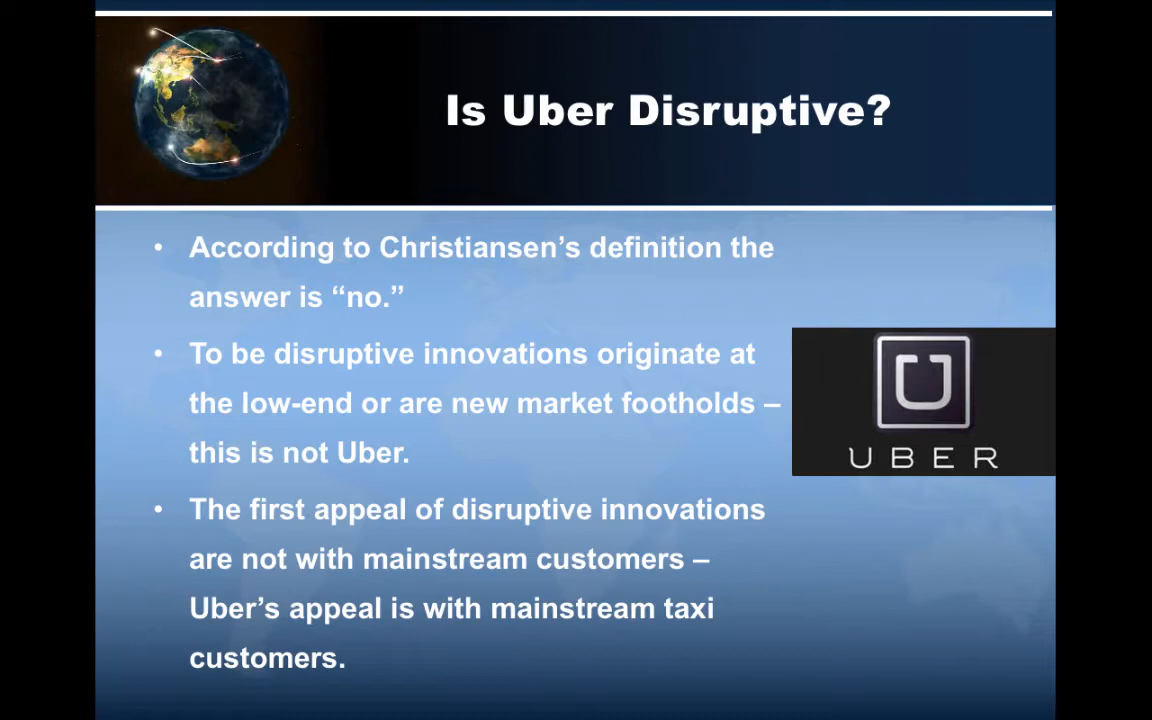 Is Uber Disruptive?
• According to Christiansen’s definition the
answer is “no.”
• To be disruptive innovations originate at
the low-end or are new market footholds –
this is not Uber.
• The first appeal of disruptive innovations
are not with mainstream customers –
Uber’s appeal is with mainstream taxi
customers.
U
UBER